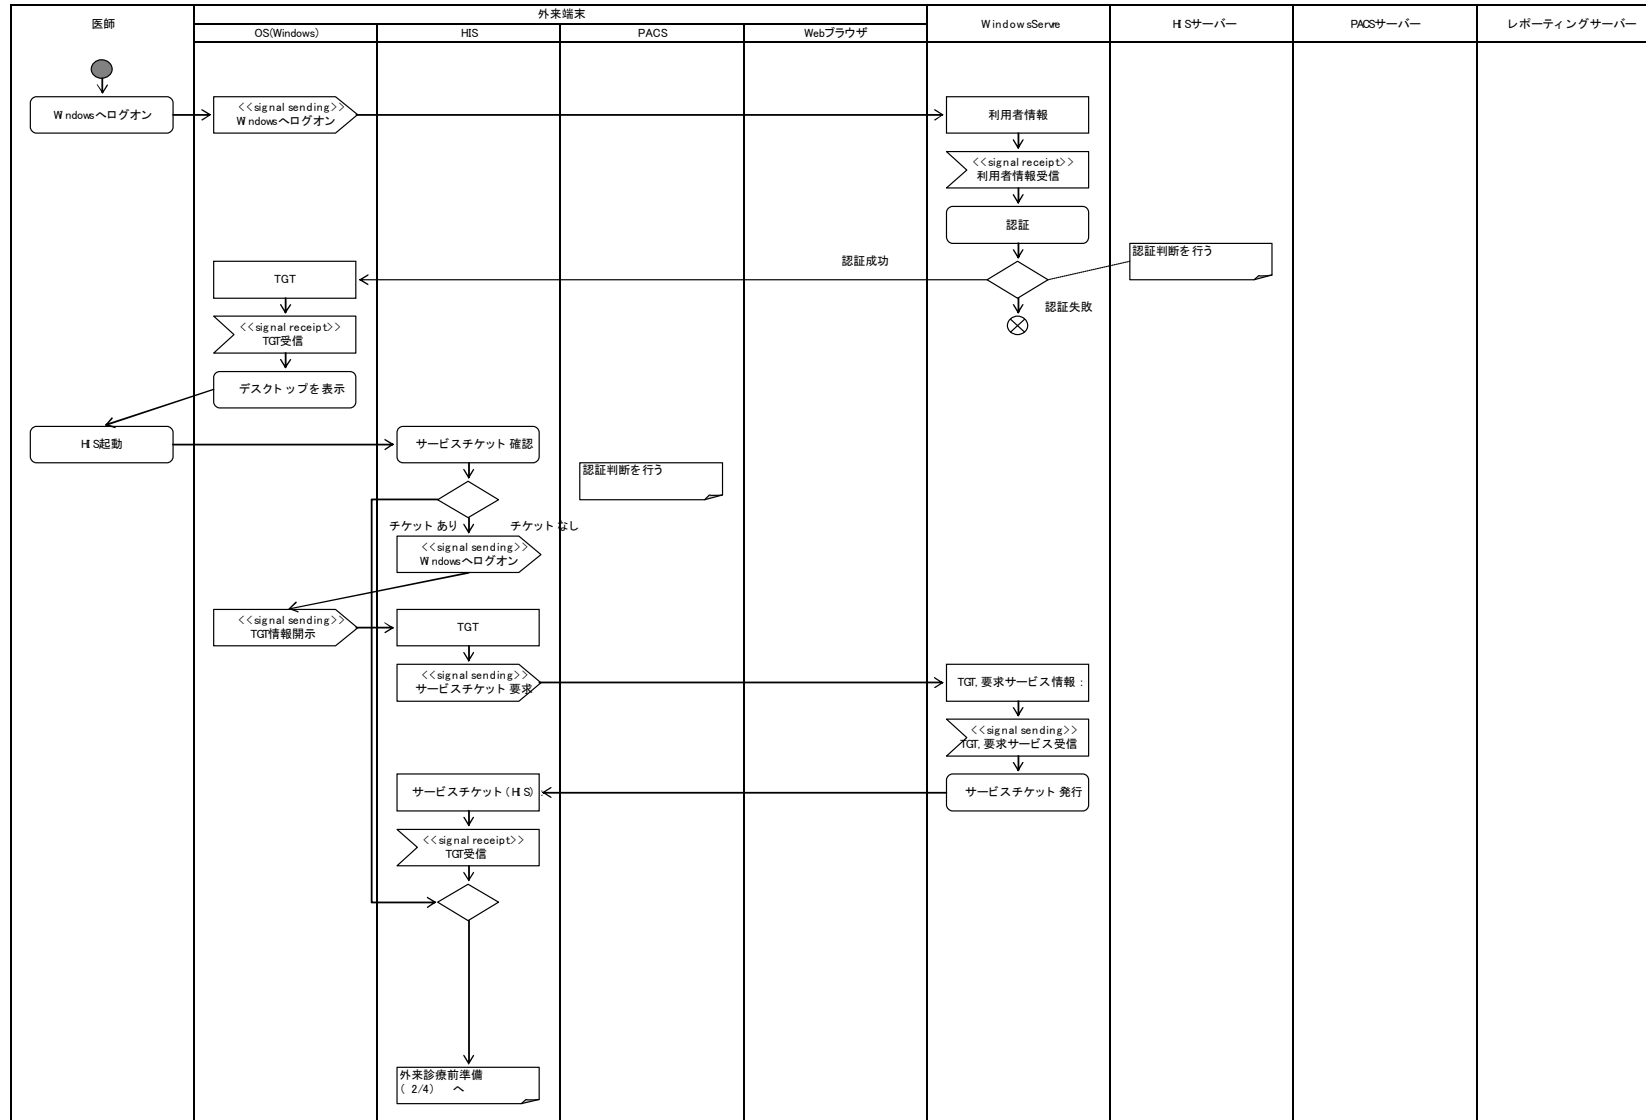 医師
外来端末
OS(Windows)
HIS
PACS
Webブラウザ
WindowsServre
HISサーバー
PACSサーバー
レポーティングサーバー
Windowsへログオン
<<signal sending>>
Windowsへログオン
利用者情報
<<signal receipt>>
利用者情報受信
認証
認証判断を行う
認証成功
認証失敗
TGT
<<signal receipt>>
TGT受信
デスクトップを表示
HIS起動
サービスチケット確認
認証判断を行う
チケットあり
チケットなし
<<signal sending>>
Windowsへログオン
<<signal sending>>
TGT情報開示
TGT
<<signal sending>>
サービスチケット要求
TGT,要求サービス情報 :
<<signal sending>>
TGT,要求サービス受信
サービスチケット(HIS) :
サービスチケット発行
<<signal receipt>>
TGT受信
外来診療前準備
( 2/4) へ